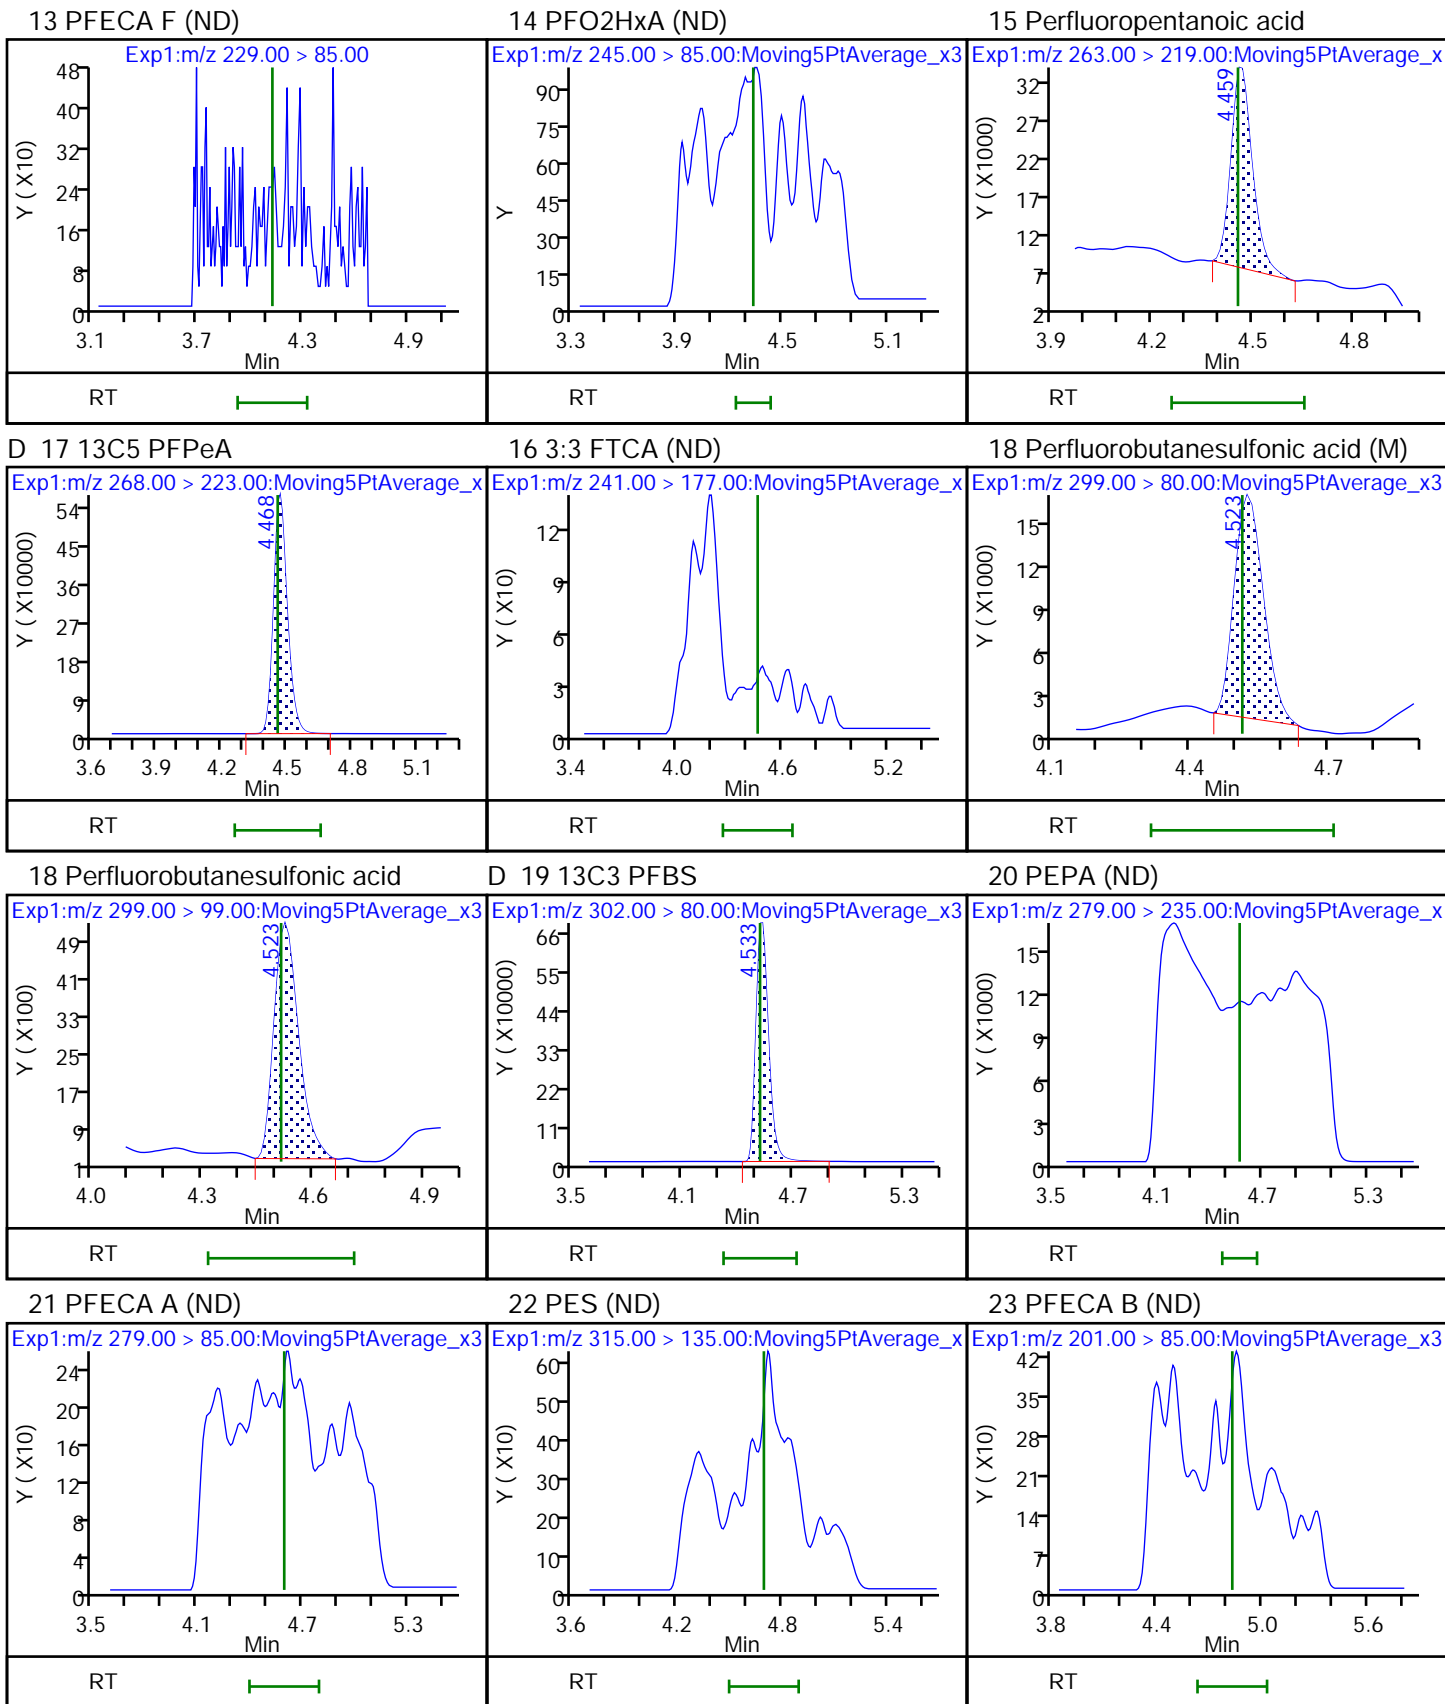 13 PFECA F (ND)
Exp1:m/z 229.00 > 85.00
Y ( X10)
48
40
32
24
16
8
0
3.1 3.7 4.3 4.9
Min
RT
14 PFO2HxA (ND)
Exp1:m/z 245.00 > 85.00:Moving5PtAverage_x3
Y
90
75
60
45
30
15
0
3.3 3.9 4.5 5.1
Min
RT
15 Perfluoropentanoic acid
Exp1:m/z 263.00 > 219.00:Moving5PtAverage_x
4.459
Y ( X1000)
32
27
22
17
12
7
2
3.9 4.2 4.5 4.8
Min
RT
D 17 13C5 PFPeA
Exp1:m/z 268.00 > 223.00:Moving5PtAverage_x
4.468
Y ( X10000)
54
45
36
27
18
9
0
3.6 3.9 4.2 4.5 4.8 5.1
Min
RT
16 3:3 FTCA (ND)
Exp1:m/z 241.00 > 177.00:Moving5PtAverage_x
Y ( X10)
12
9
6
3
0
3.4 4.0 4.6 5.2
Min
RT
18 Perfluorobutanesulfonic acid (M)
Exp1:m/z 299.00 > 80.00:Moving5PtAverage_x3
4.523
Y ( X1000)
15
12
9
6
3
0
4.1 4.4 4.7
Min
RT
18 Perfluorobutanesulfonic acid
Exp1:m/z 299.00 > 99.00:Moving5PtAverage_x3
4.523
Y ( X100)
49
41
33
25
17
9
1
4.0 4.3 4.6 4.9
Min
RT
D 19 13C3 PFBS
Exp1:m/z 302.00 > 80.00:Moving5PtAverage_x3
4.533
Y ( X10000)
66
55
44
33
22
11
0
3.5 4.1 4.7 5.3
Min
RT
20 PEPA (ND)
Exp1:m/z 279.00 > 235.00:Moving5PtAverage_x
Y ( X1000)
15
12
9
6
3
0
3.5 4.1 4.7 5.3
Min
RT
21 PFECA A (ND)
Exp1:m/z 279.00 > 85.00:Moving5PtAverage_x3
Y ( X10)
24
20
16
12
8
4
0
3.5 4.1 4.7 5.3
Min
RT
22 PES (ND)
Exp1:m/z 315.00 > 135.00:Moving5PtAverage_x
Y ( X10)
60
50
40
30
20
10
0
3.6 4.2 4.8 5.4
Min
RT
23 PFECA B (ND)
Exp1:m/z 201.00 > 85.00:Moving5PtAverage_x3
Y ( X10)
42
35
28
21
14
7
0
3.8 4.4 5.0 5.6
Min
RT